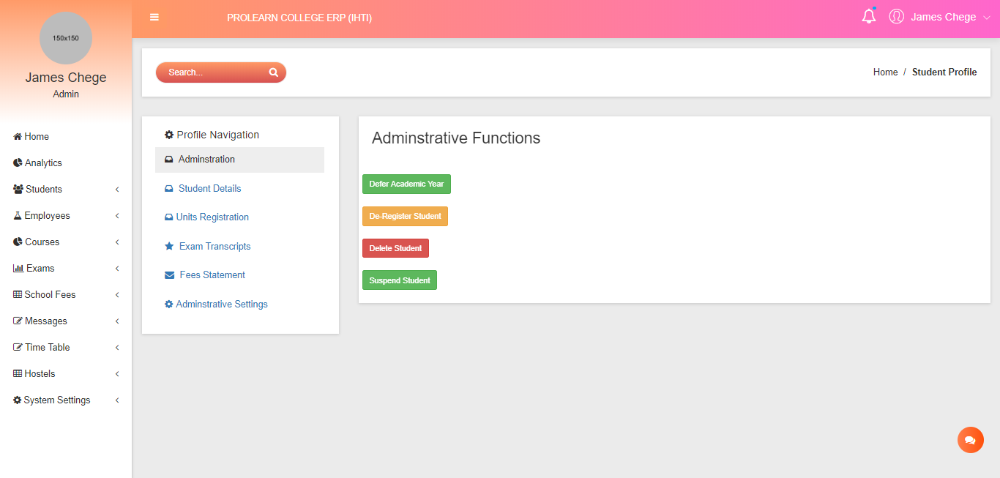 150x150
James Chege
Admin
Home
Analytics
Students
Employees
Courses
Exams
School Fees
Messages
Time Table
Hostels
System Settings
PROLEARN COLLEGE ERP (IHTI)
James Chege
Search...
Home / Student Profile
Profile Navigation
Adminstration
Student Details
Units Registration
Exam Transcripts
Fees Statement
Adminstrative Settings
Adminstrative Functions
Defer Academic Year
De-Register Student
Delete Student
Suspend Student